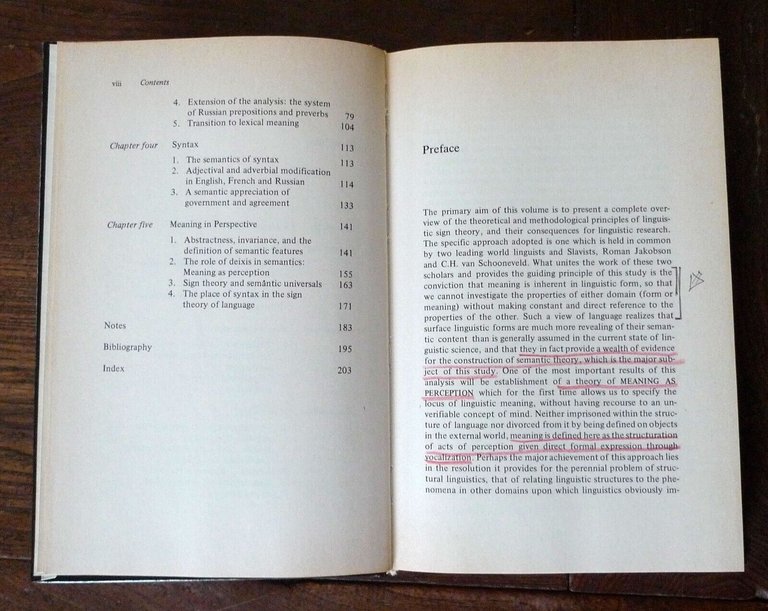 viii Contents
4. Extension of the analysis: the system
of Russian prepositions and preverbs 79
5. Transition to lexical meaning 104
Chapter four Syntax 113
1. The semantics of syntax 113
2. Adjectival and adverbial modification
in English, French and Russian 114
3. A semantic appreciation of
government and agreement 133
Chapter five Meaning in Perspective 141
1. Abstractness, invariance, and the
definition of semantic features 141
2. The role of deixis in semantics:
Meaning as perception 155
3. Sign theory and semantic universals 163
4. The place of syntax in the sign
theory of language 171
Notes 183
Bibliography 195
Index 203
Preface
The primary aim of this volume is to present a complete over-
view of the theoretical and methodological principles of linguis-
tic sign theory, and their consequences for linguistic research.
The specific approach adopted is one which is held in common
by two leading world linguists and Slavists, Roman Jakobson
and C.H. van Schooneveld. What unites the work of these two
scholars and provides the guiding principle of this study is the
conviction that meaning is inherent in linguistic form, so that
we cannot investigate the properties of either domain (form or
meaning) without making constant and direct reference to the
properties of the other. Such a view of language realizes that
surface linguistic forms are much more revealing of their seman-
tic content than is generally assumed in the current state of lin-
guistic science, and that they in fact provide a wealth of evidence
for the construction of semantic theory, which is the major sub-
ject of this study. One of the most important results of this
analysis will be establishment of a theory of MEANING AS
PERCEPTION which for the first time allows us to specify the
locus of linguistic meaning, without having recourse to an un-
verifiable concept of mind. Neither imprisoned within the struc-
ture of language nor divorced from it by being defined on objects
in the external world, meaning is defined here as the structuration
of acts of perception given direct formal expression through
vocalization. Perhaps the major achievement of this approach lies
in the resolution it provides for the perennial problem of struc-
tural linguistics, that of relating linguistic structures to the phe-
nomena in other domains upon which linguistics obviously im-